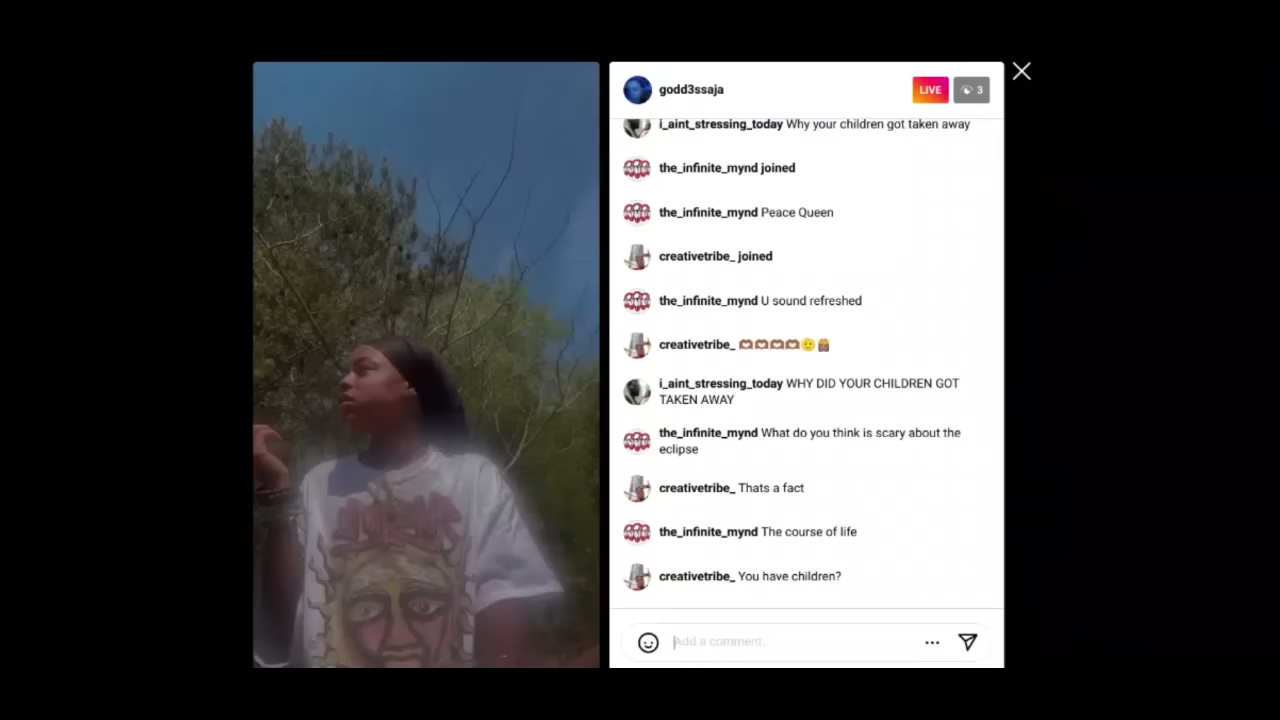 godd3ssaja
LIVE
3
i_aint_stressing_today Why your children got taken away
the_infinite_mynd joined
the_infinite_mynd Peace Queen
creativetribe_ joined
the_infinite_mynd U sound refreshed
creativetribe_ 🫶🏾🫶🏾🫶🏾🫶🏾🫡👸🏾
i_aint_stressing_today WHY DID YOUR CHILDREN GOT
TAKEN AWAY
the_infinite_mynd What do you think is scary about the
eclipse
creativetribe_ Thats a fact
the_infinite_mynd The course of life
creativetribe_ You have children?
Add a comment...